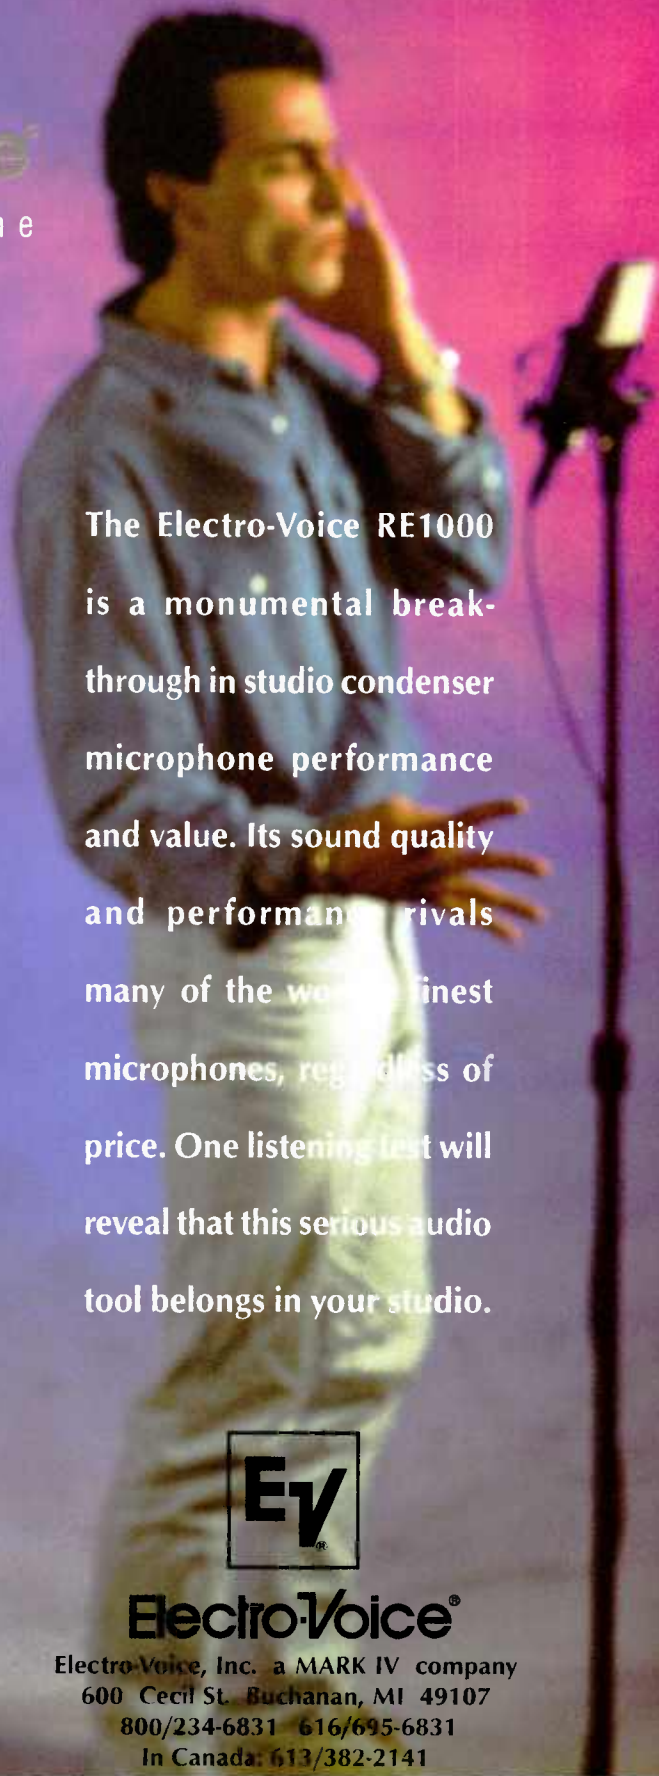 e
The Electro-Voice RE1000
is a monumental break-
through in studio condenser
microphone performance
and value. Its sound quality
and performance rivals
many of the world's finest
microphones, regardless of
price. One listening test will
reveal that this serious audio
tool belongs in your studio.
EV®
Electro-Voice®
Electro-Voice, Inc. a MARK IV company
600 Cecil St. Buchanan, MI 49107
800/234-6831 616/695-6831
In Canada: 613/382-2141